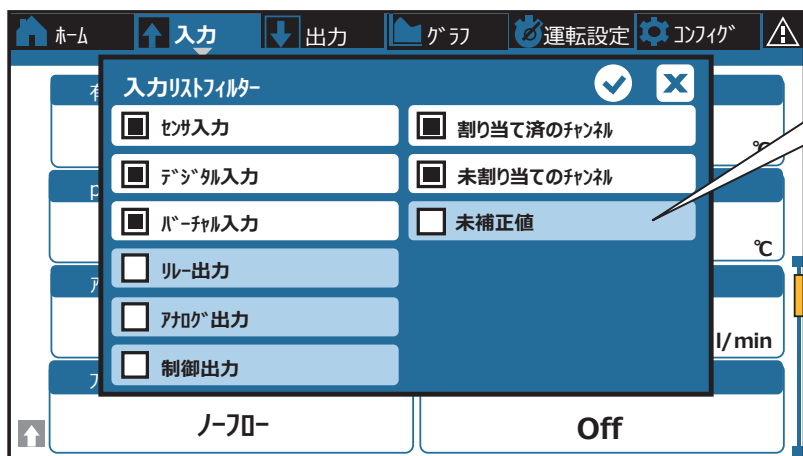 ホーム 入力 出力 グラフ 運転設定 コンフィグ
入力リストフィルター
センサ入力 割り当て済のチャンネル
デジタル入力 未割り当てのチャンネル
バーチャル入力 未補正値
リレー出力
アナログ出力
制御出力
℃
℃
l/min
ノーフロー Off